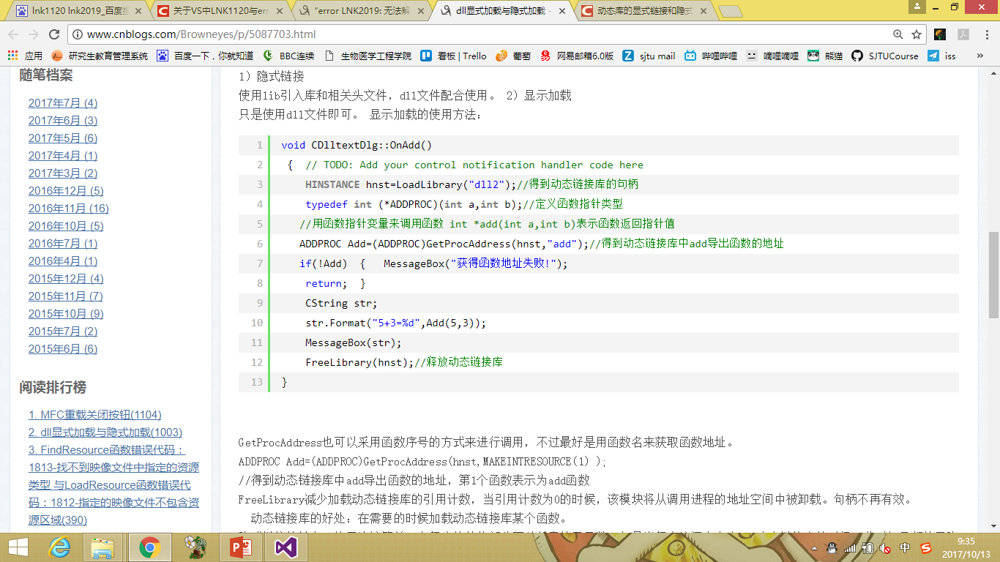 lnk1120 lnk2019_百度搜
关于VS中LNK1120与err
"error LNK2019: 无法解
dll显式加载与隐式加载 -
动态库的显式链接和隐式
www.cnblogs.com/Browneyes/p/5087703.html
应用 研究生教育管理系统 百度一下，你就知道 BBC连续 生物医学工程学院 看板 | Trello 葡萄 网易邮箱6.0版 sjtu mail 哔哩哔哩 嘀哩嘀哩 熊猫 SJTUCourse iss »
随笔档案
2017年7月 (4)
2017年6月 (3)
2017年5月 (6)
2017年4月 (1)
2017年3月 (2)
2016年12月 (5)
2016年11月 (16)
2016年10月 (5)
2016年7月 (1)
2016年4月 (1)
2015年12月 (4)
2015年11月 (7)
2015年10月 (9)
2015年7月 (2)
2015年6月 (6)
阅读排行榜
1. MFC重载关闭按钮(1104)
2. dll显式加载与隐式加载(1003)
3. FindResource函数错误代码：
1813-找不到映像文件中指定的资源
类型 与LoadResource函数错误代
码：1812-指定的映像文件不包含资
源区域(390)
1）隐式链接
使用lib引入库和相关头文件，dll文件配合使用。 2）显示加载
只是使用dll文件即可。 显示加载的使用方法：
1 void CDlltextDlg::OnAdd()
2 { // TODO: Add your control notification handler code here
3 HINSTANCE hnst=LoadLibrary("dll2");//得到动态链接库的句柄
4 typedef int (*ADDPROC)(int a,int b);//定义函数指针类型
5 //用函数指针变量来调用函数 int *add(int a,int b)表示函数返回指针值
6 ADDPROC Add=(ADDPROC)GetProcAddress(hnst,"add");//得到动态链接库中add导出函数的地址
7 if(!Add) { MessageBox("获得函数地址失败!");
8 return; }
9 CString str;
10 str.Format("5+3=%d",Add(5,3));
11 MessageBox(str);
12 FreeLibrary(hnst);//释放动态链接库
13 }
GetProcAddress也可以采用函数序号的方式来进行调用，不过最好是用函数名来获取函数地址。
ADDPROC Add=(ADDPROC)GetProcAddress(hnst,MAKEINTRESOURCE(1) );
//得到动态链接库中add导出函数的地址，第1个函数表示为add函数
FreeLibrary减少加载动态链接库的引用计数，当引用计数为0的时候，该模块将从调用进程的地址空间中被卸载。句柄不再有效。
动态链接库的好处：在需要的时候加载动态链接库某个函数。
中
9:35
2017/10/13